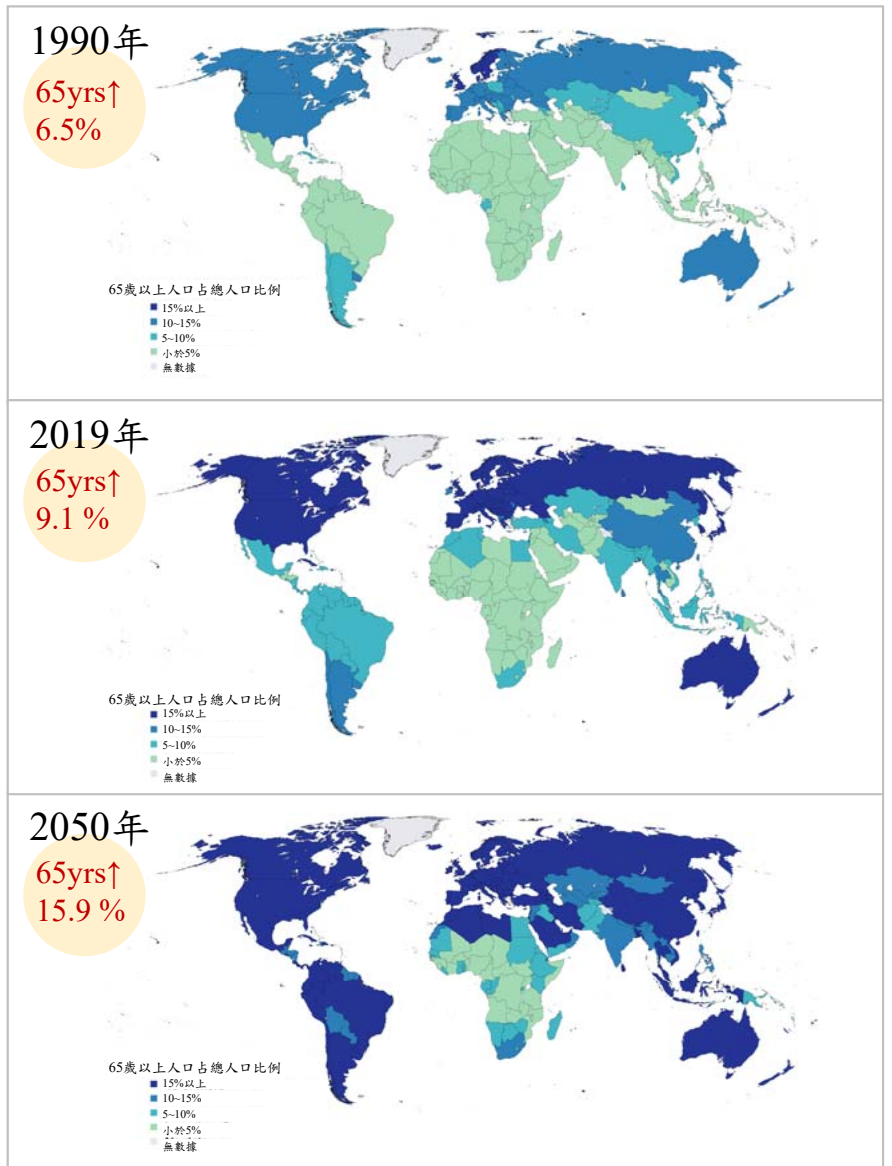 1990年
65yrs↑
6.5%
65歲以上人口占總人口比例
15%以上
10~15%
5~10%
小於5%
無數據
2019年
65yrs↑
9.1 %
65歲以上人口占總人口比例
15%以上
10~15%
5~10%
小於5%
無數據
2050年
65yrs↑
15.9 %
65歲以上人口占總人口比例
15%以上
10~15%
5~10%
小於5%
無數據